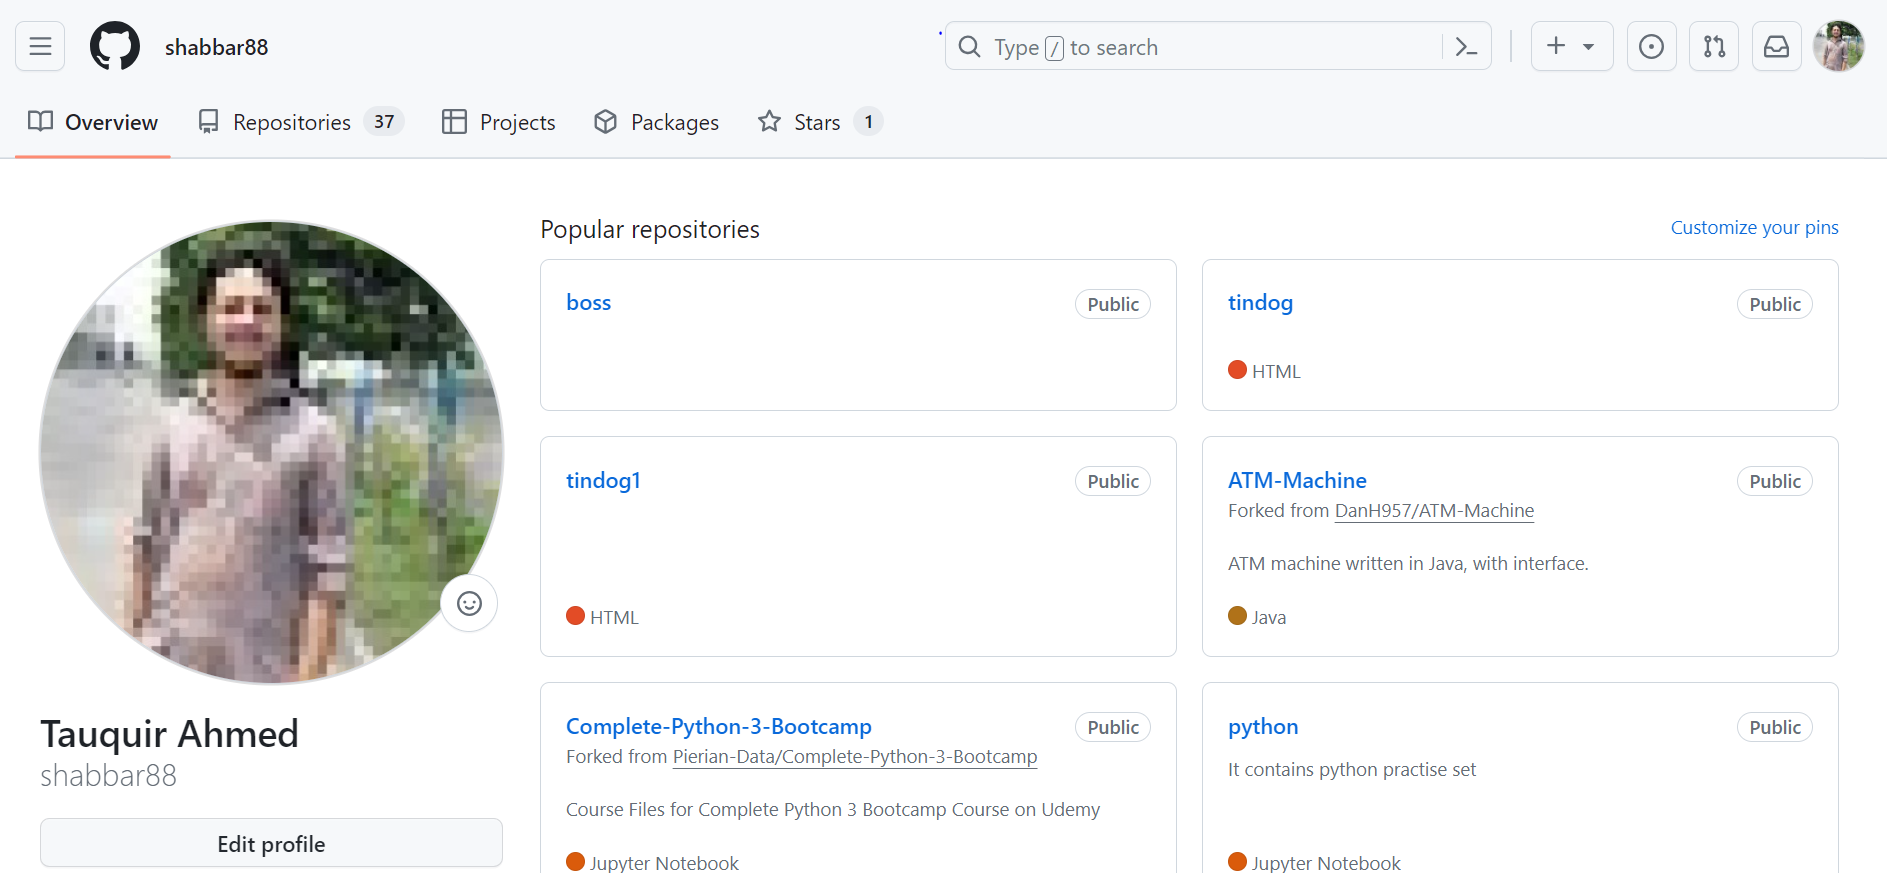 shabbar88
Type / to search
Overview
Repositories 37
Projects
Packages
Stars 1
Popular repositories
Customize your pins
boss
Public
tindog
Public
HTML
tindog1
Public
HTML
ATM-Machine
Public
Forked from DanH957/ATM-Machine
ATM machine written in Java, with interface.
Java
Complete-Python-3-Bootcamp
Public
Forked from Pierian-Data/Complete-Python-3-Bootcamp
Course Files for Complete Python 3 Bootcamp Course on Udemy
Jupyter Notebook
python
Public
It contains python practise set
Jupyter Notebook
Tauquir Ahmed
shabbar88
Edit profile